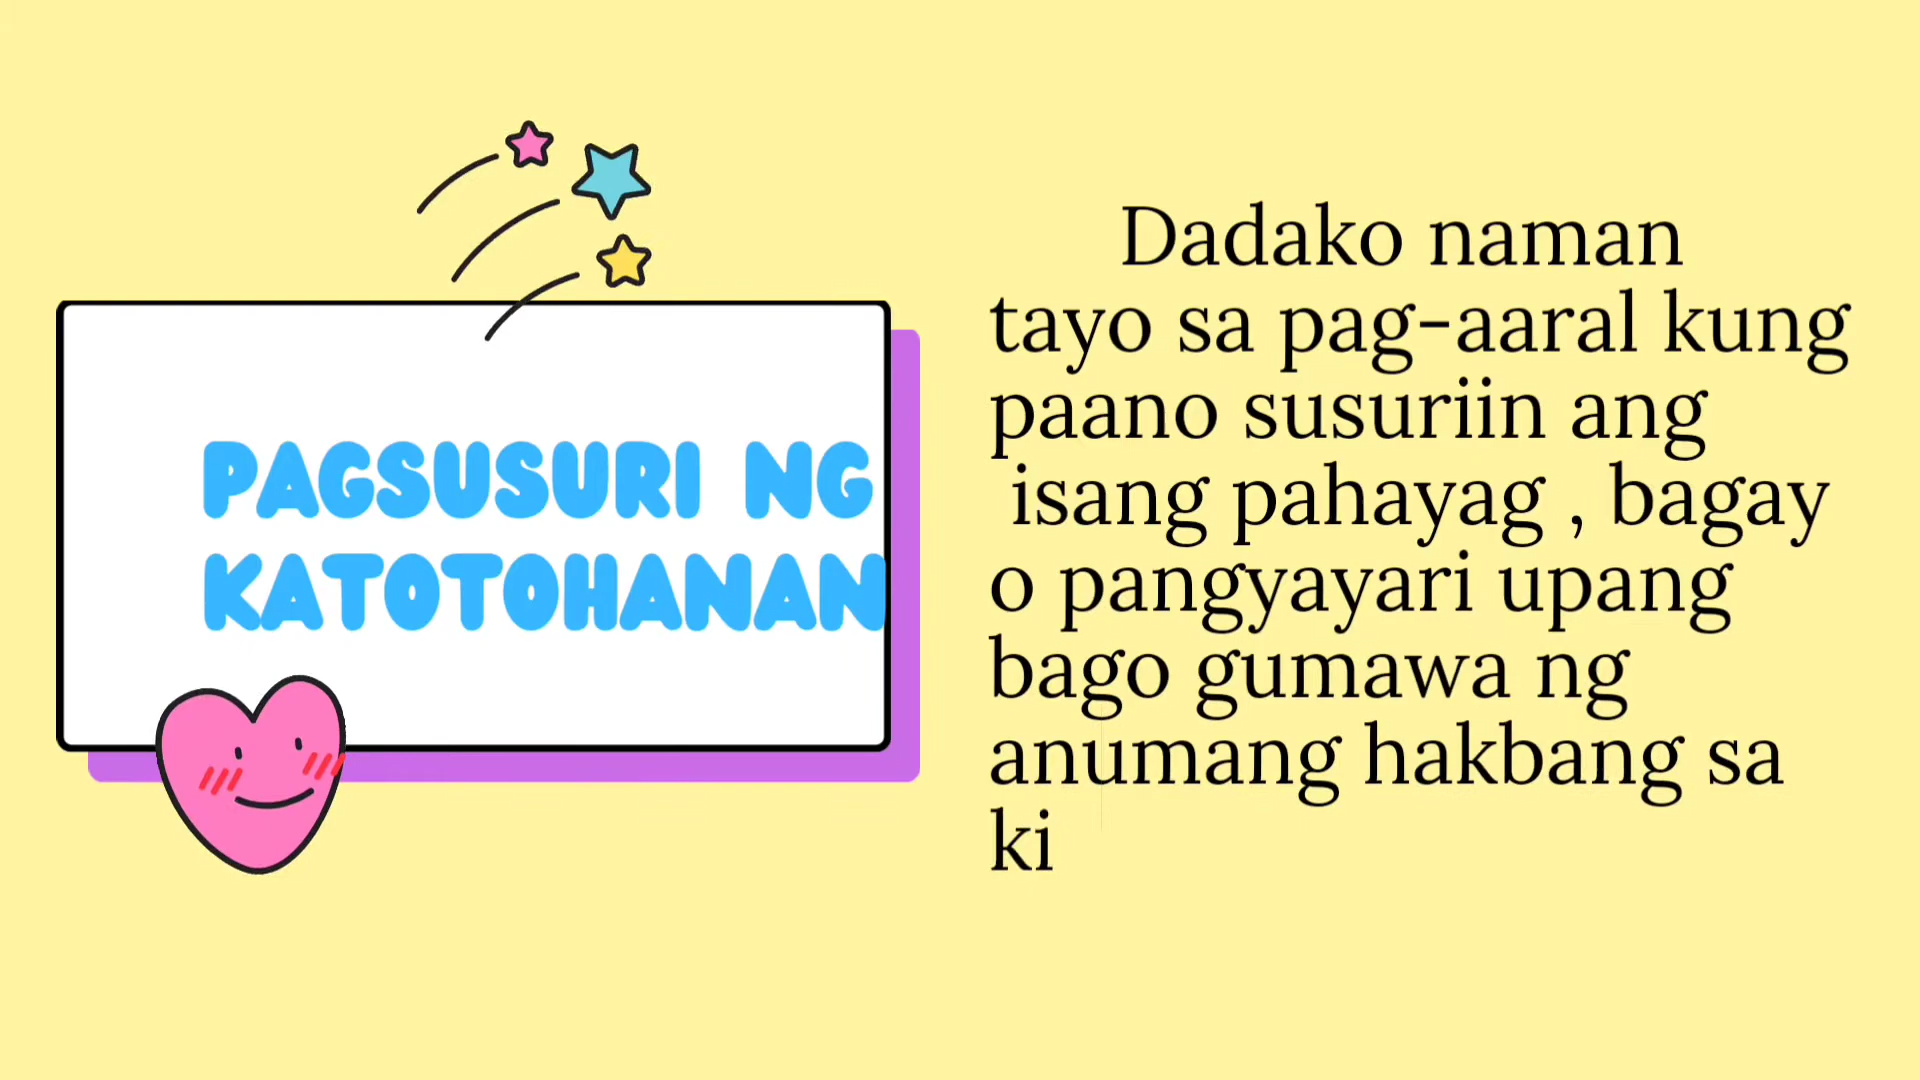 PAGSUSURI NG
KATOTOHANAN
Dadako naman
tayo sa pag-aaral kung
paano susuriin ang
isang pahayag , bagay
o pangyayari upang
bago gumawa ng
anumang hakbang sa
ki